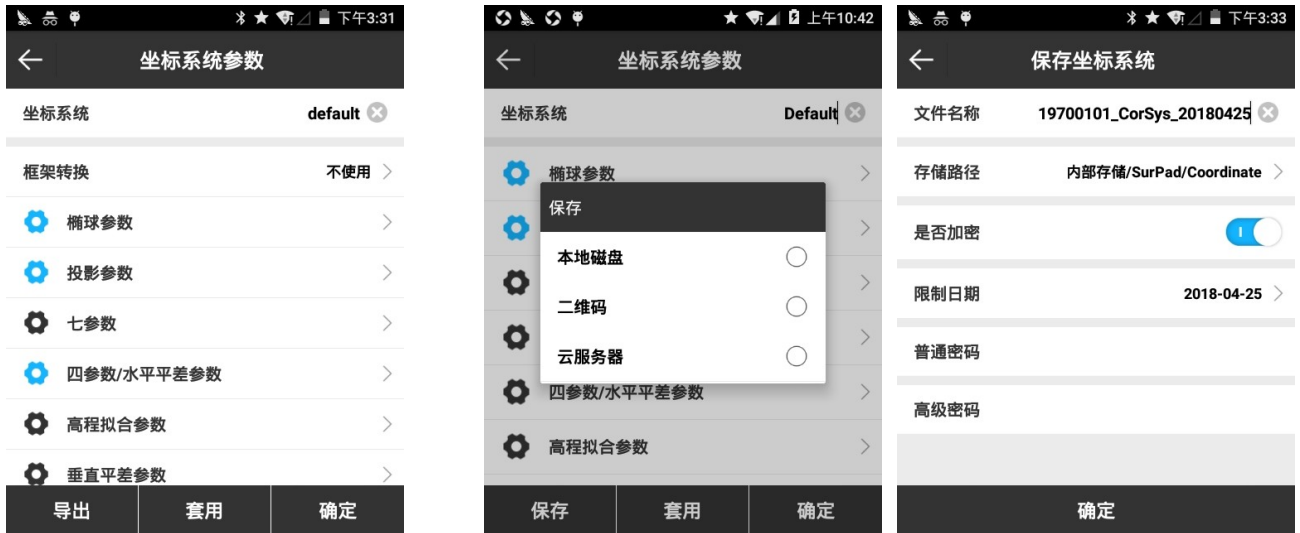 下午3:31
坐标系统参数
坐标系统 default
框架转换 不使用
椭球参数
投影参数
七参数
四参数/水平平差参数
高程拟合参数
垂直平差参数
导出 套用 确定
上午10:42
坐标系统参数
坐标系统 Default
椭球参数
保存
本地磁盘
二维码
云服务器
四参数/水平平差参数
高程拟合参数
保存 套用 确定
下午3:33
保存坐标系统
文件名称 19700101_CorSys_20180425
存储路径 内部存储/SurPad/Coordinate
是否加密
限制日期 2018-04-25
普通密码
高级密码
确定